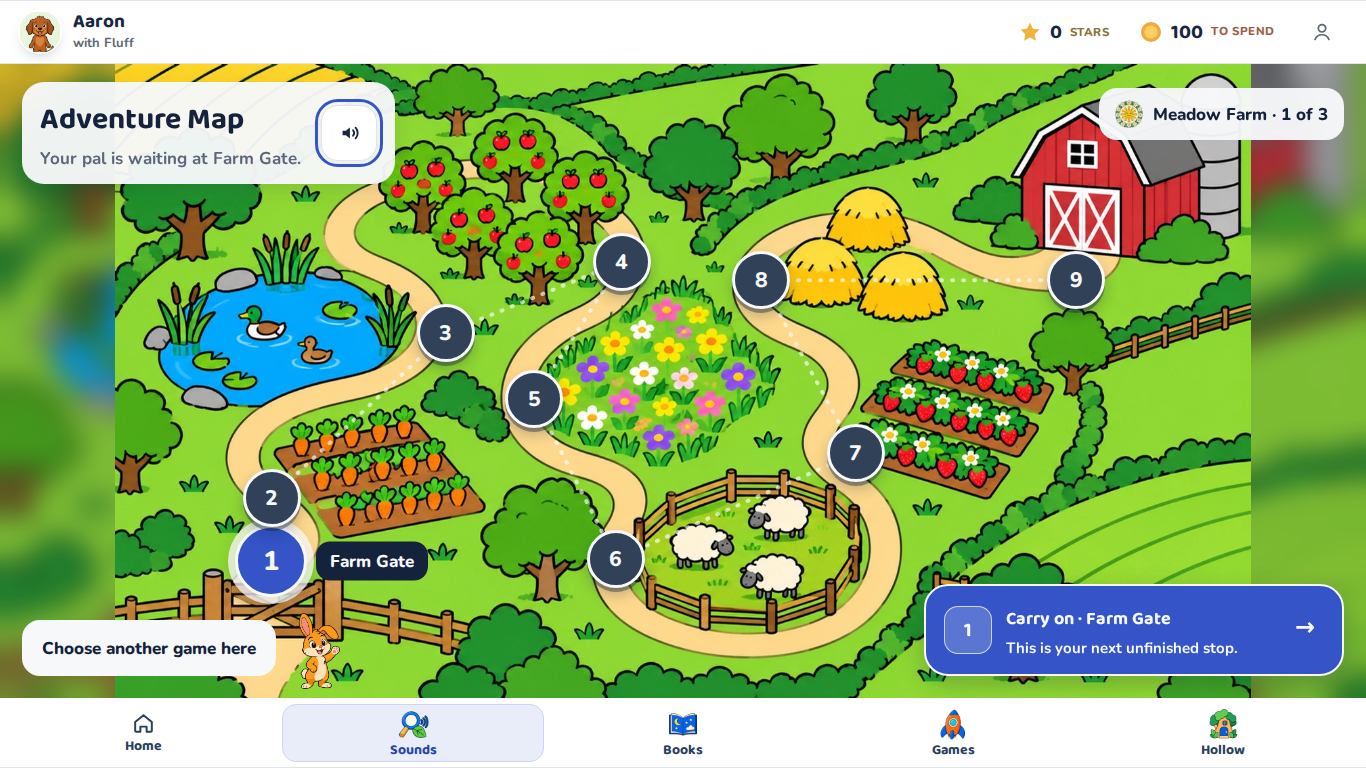 Aaron
with Fluff
0 STARS
100 TO SPEND
Adventure Map
Your pal is waiting at Farm Gate.
Meadow Farm · 1 of 3
4
8
9
3
5
7
2
6
1
Farm Gate
Choose another game here
1
Carry on · Farm Gate
This is your next unfinished stop.
→
Home
Sounds
Books
Games
Hollow